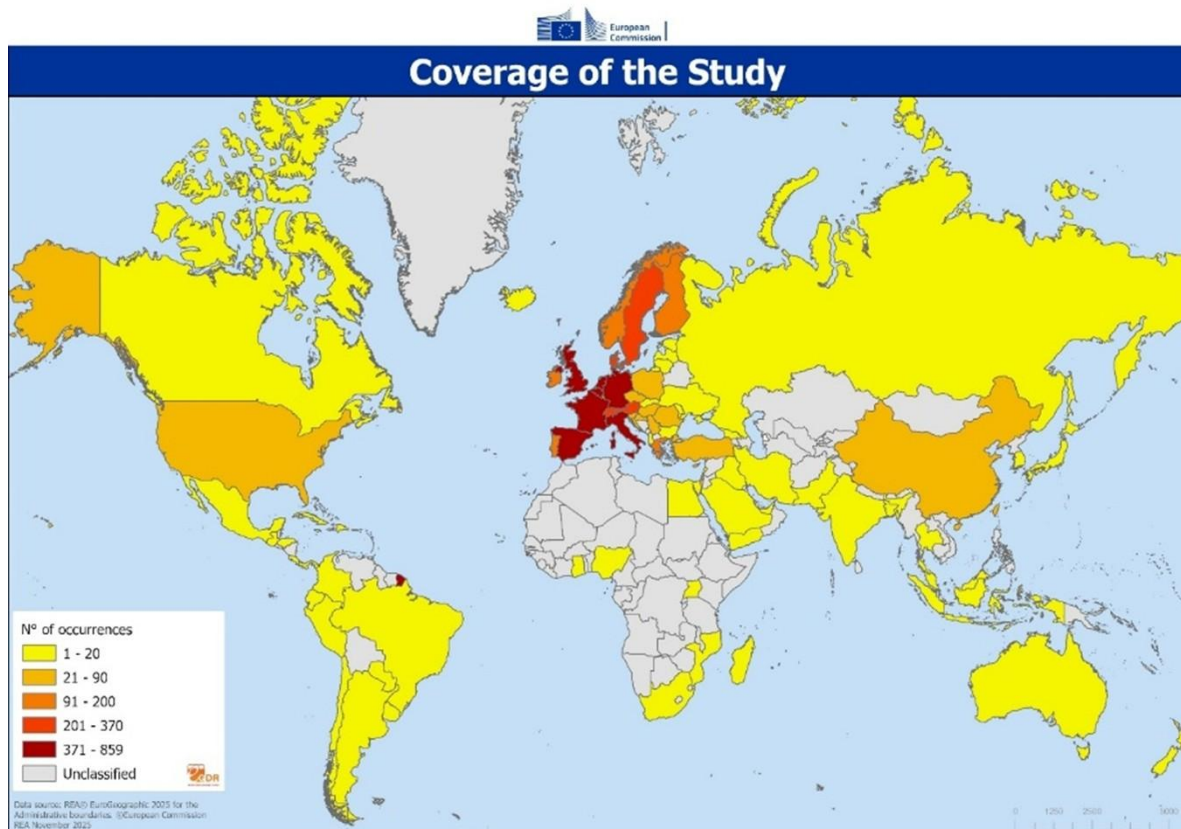 European
Commission
Coverage of the Study
N° of occurrences
1 - 20
21 - 90
91 - 200
201 - 370
371 - 859
Unclassified
DR
Data source: REA© EuroGeographic 2025 for the
Administrative boundaries. ©European Commission
REA November 2025
0 1250 2500 5000